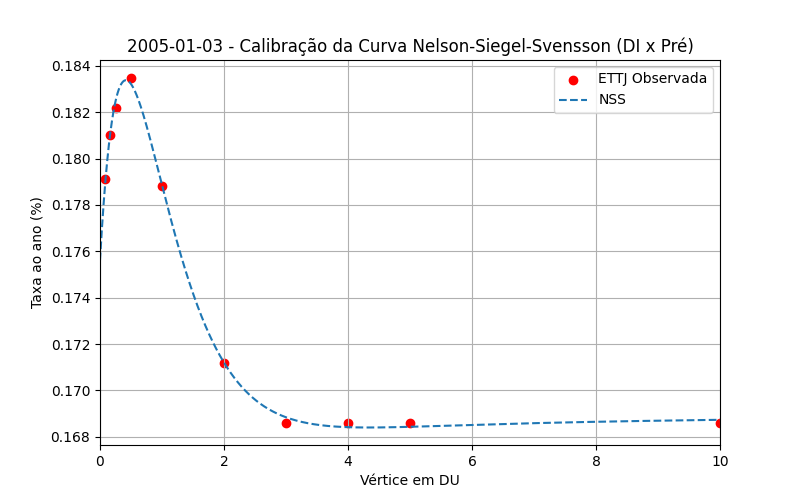 2005-01-03 - Calibração da Curva Nelson-Siegel-Svensson (DI x Pré)
0.184
0.182
0.180
0.178
0.176
0.174
0.172
0.170
0.168
Taxa ao ano (%)
ETTJ Observada
NSS
0 2 4 6 8 10
Vértice em DU